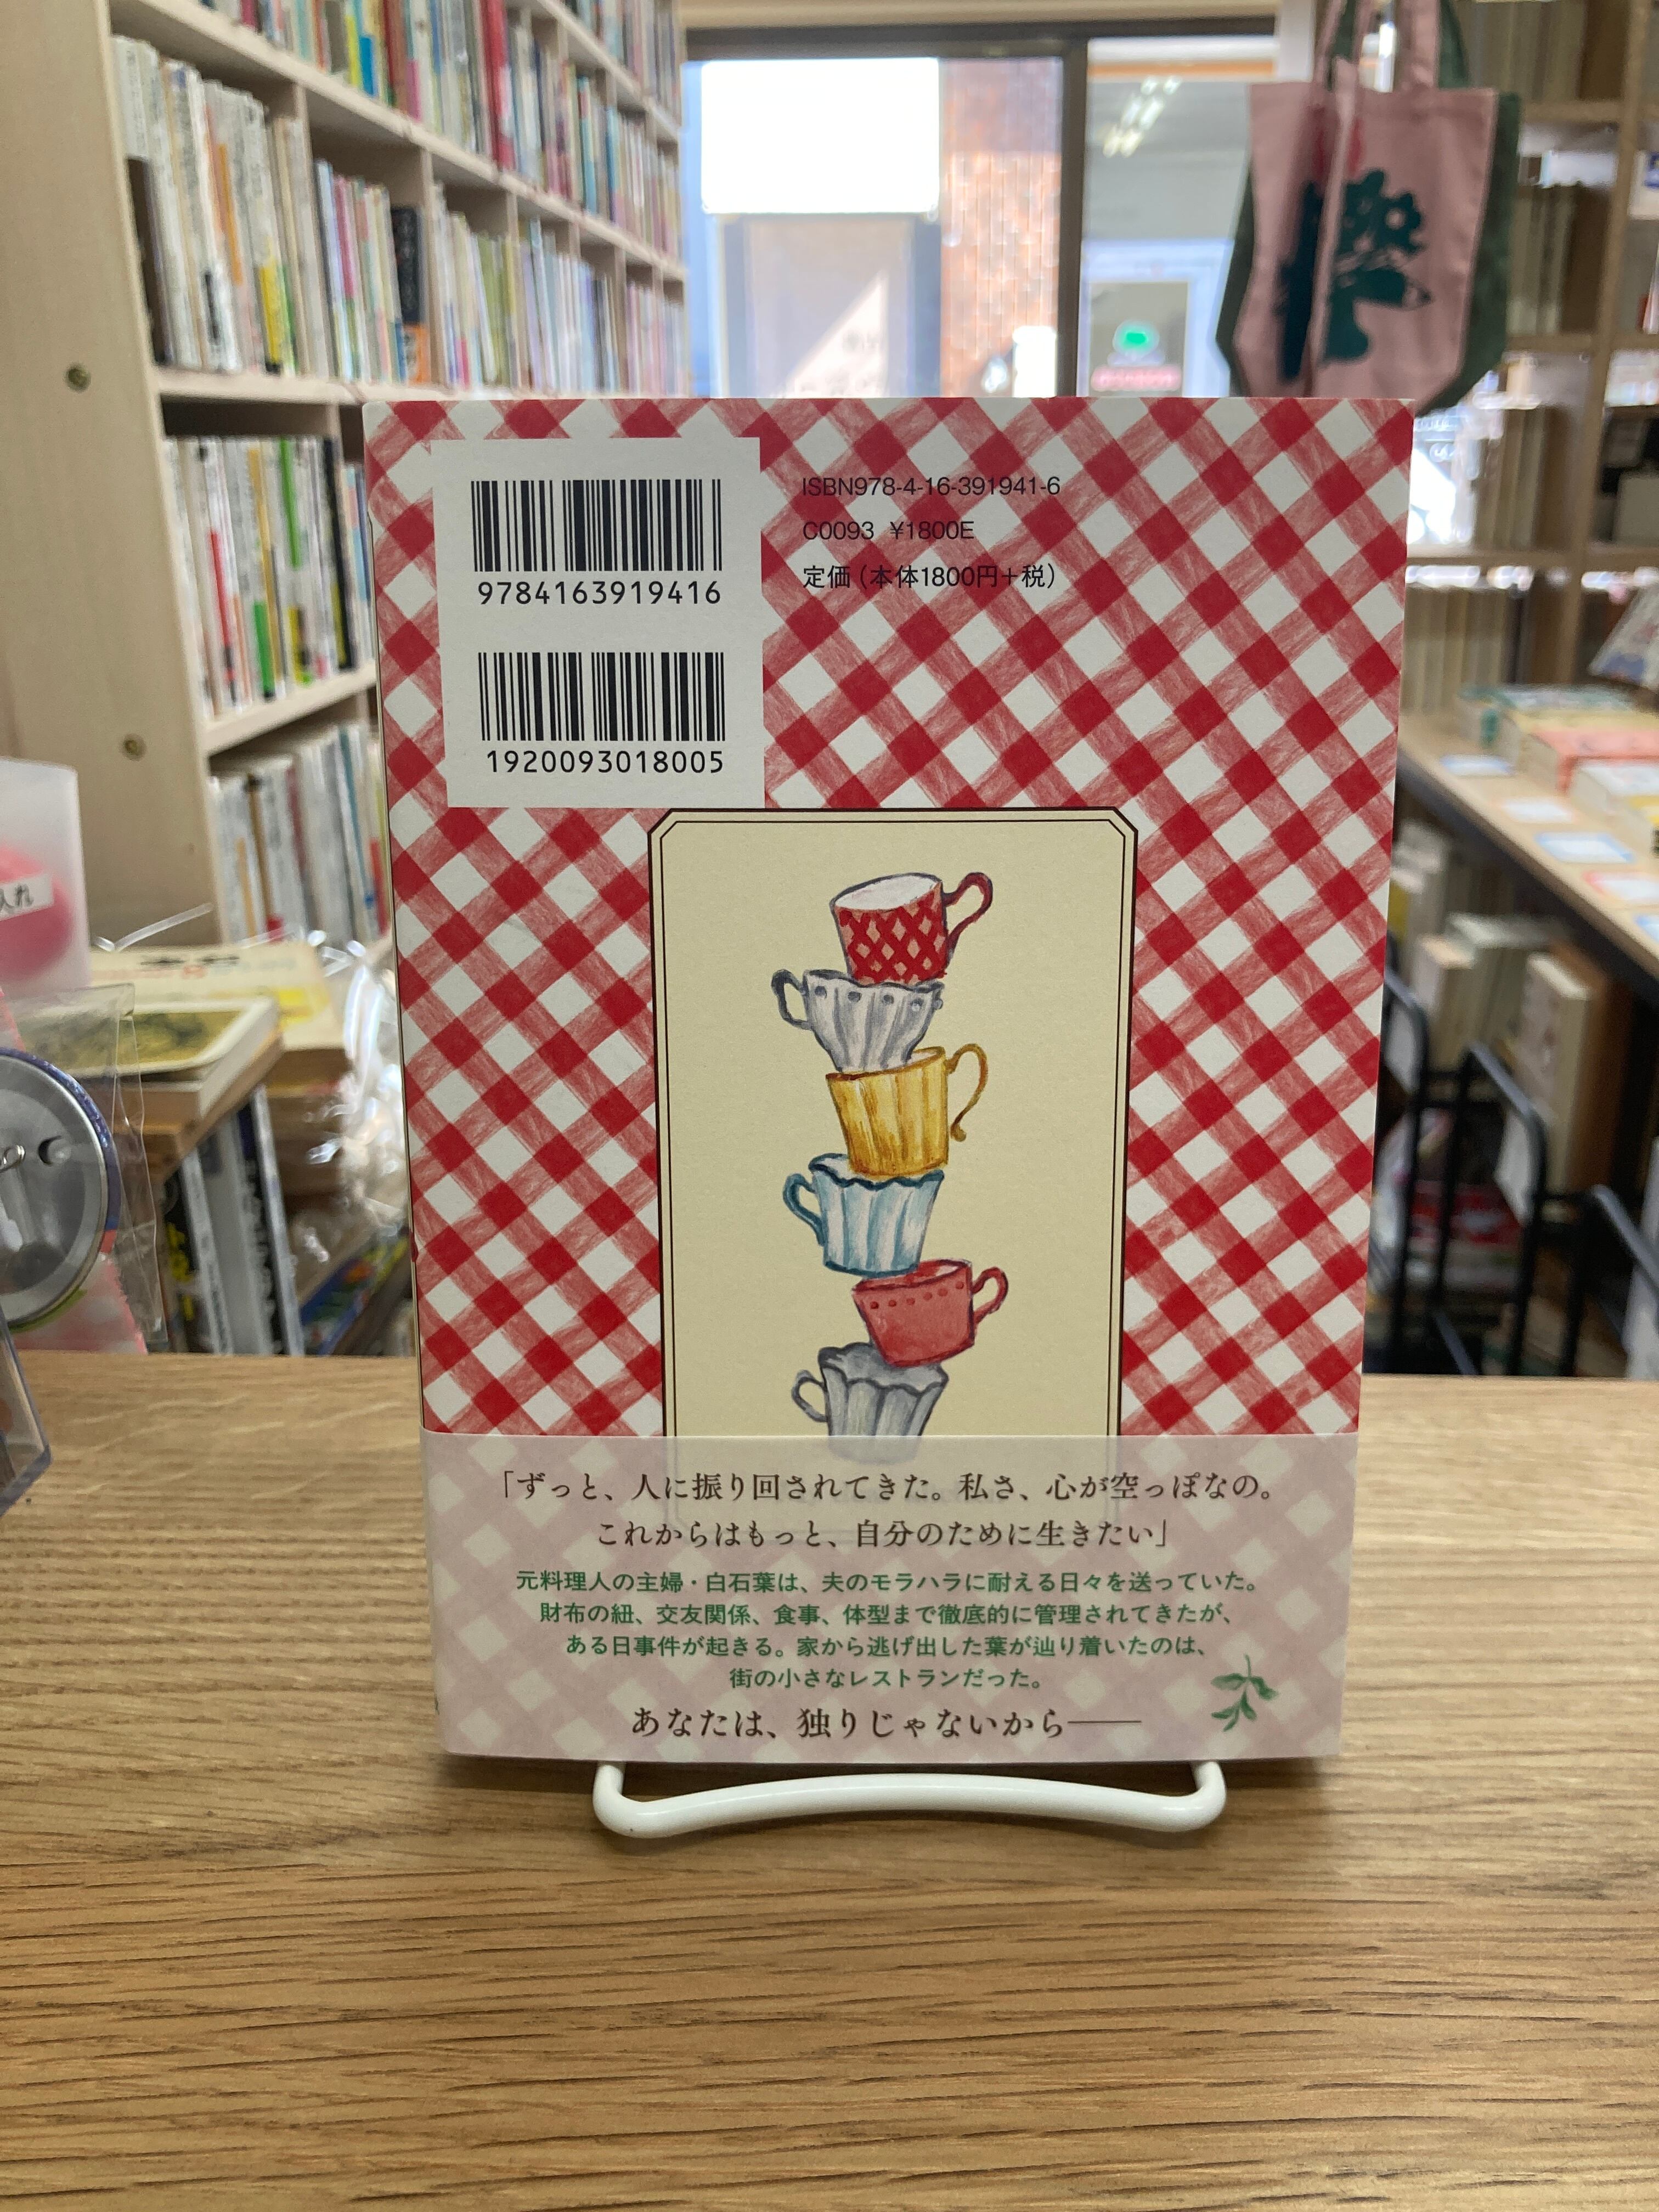 9784163919416
1920093018005
ISBN978-4-16-391941-6
C0093 ¥1800E
定価（本体1800円＋税）
「ずっと、人に振り回されてきた。私さ、心が空っぽなの。
これからはもっと、自分のために生きたい」
元料理人の主婦・白石葉は、夫のモラハラに耐える日々を送っていた。
財布の紐、交友関係、食事、体型まで徹底的に管理されてきたが、
ある日事件が起きる。家から逃げ出した葉が辿り着いたのは、
街の小さなレストランだった。
あなたは、独りじゃないから――
入れ